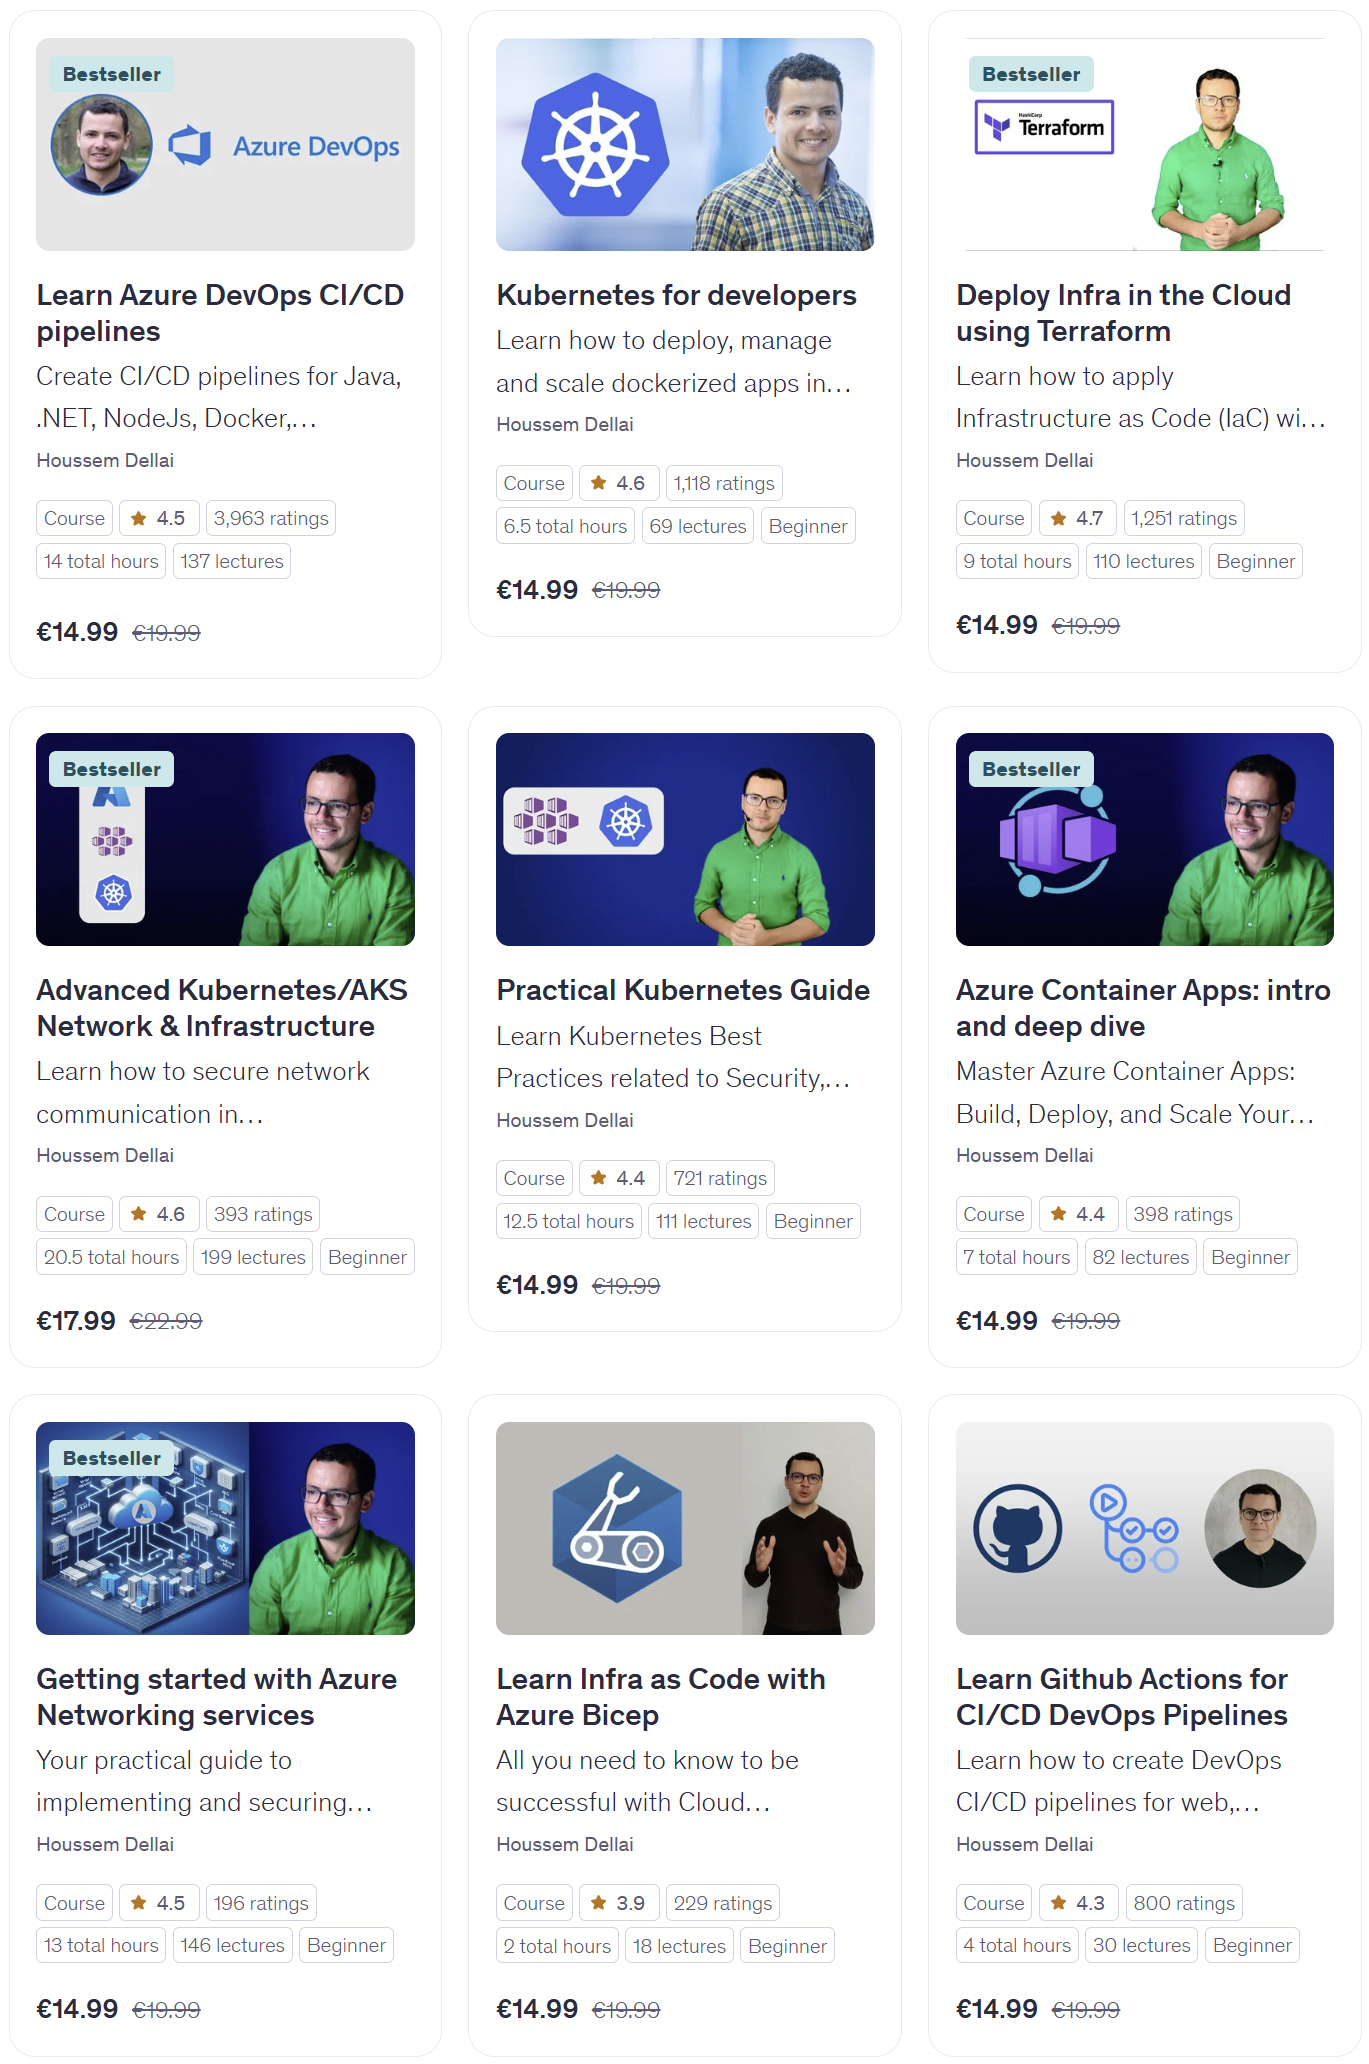 Bestseller
Azure DevOps
Learn Azure DevOps CI/CD
pipelines
Create CI/CD pipelines for Java,
.NET, NodeJs, Docker,...
Houssem Dellai
Course 4.5 3,963 ratings
14 total hours 137 lectures
€14.99 €19.99
Kubernetes for developers
Learn how to deploy, manage
and scale dockerized apps in...
Houssem Dellai
Course 4.6 1,118 ratings
6.5 total hours 69 lectures Beginner
€14.99 €19.99
Bestseller
HashiCorp
Terraform
Deploy Infra in the Cloud
using Terraform
Learn how to apply
Infrastructure as Code (IaC) wi...
Houssem Dellai
Course 4.7 1,251 ratings
9 total hours 110 lectures Beginner
€14.99 €19.99
Bestseller
Advanced Kubernetes/AKS
Network & Infrastructure
Learn how to secure network
communication in...
Houssem Dellai
Course 4.6 393 ratings
20.5 total hours 199 lectures Beginner
€17.99 €22.99
Practical Kubernetes Guide
Learn Kubernetes Best
Practices related to Security,...
Houssem Dellai
Course 4.4 721 ratings
12.5 total hours 111 lectures Beginner
€14.99 €19.99
Bestseller
Azure Container Apps: intro
and deep dive
Master Azure Container Apps:
Build, Deploy, and Scale Your...
Houssem Dellai
Course 4.4 398 ratings
7 total hours 82 lectures Beginner
€14.99 €19.99
Bestseller
Getting started with Azure
Networking services
Your practical guide to
implementing and securing...
Houssem Dellai
Course 4.5 196 ratings
13 total hours 146 lectures Beginner
€14.99 €19.99
Learn Infra as Code with
Azure Bicep
All you need to know to be
successful with Cloud...
Houssem Dellai
Course 3.9 229 ratings
2 total hours 18 lectures Beginner
€14.99 €19.99
Learn Github Actions for
CI/CD DevOps Pipelines
Learn how to create DevOps
CI/CD pipelines for web,...
Houssem Dellai
Course 4.3 800 ratings
4 total hours 30 lectures Beginner
€14.99 €19.99